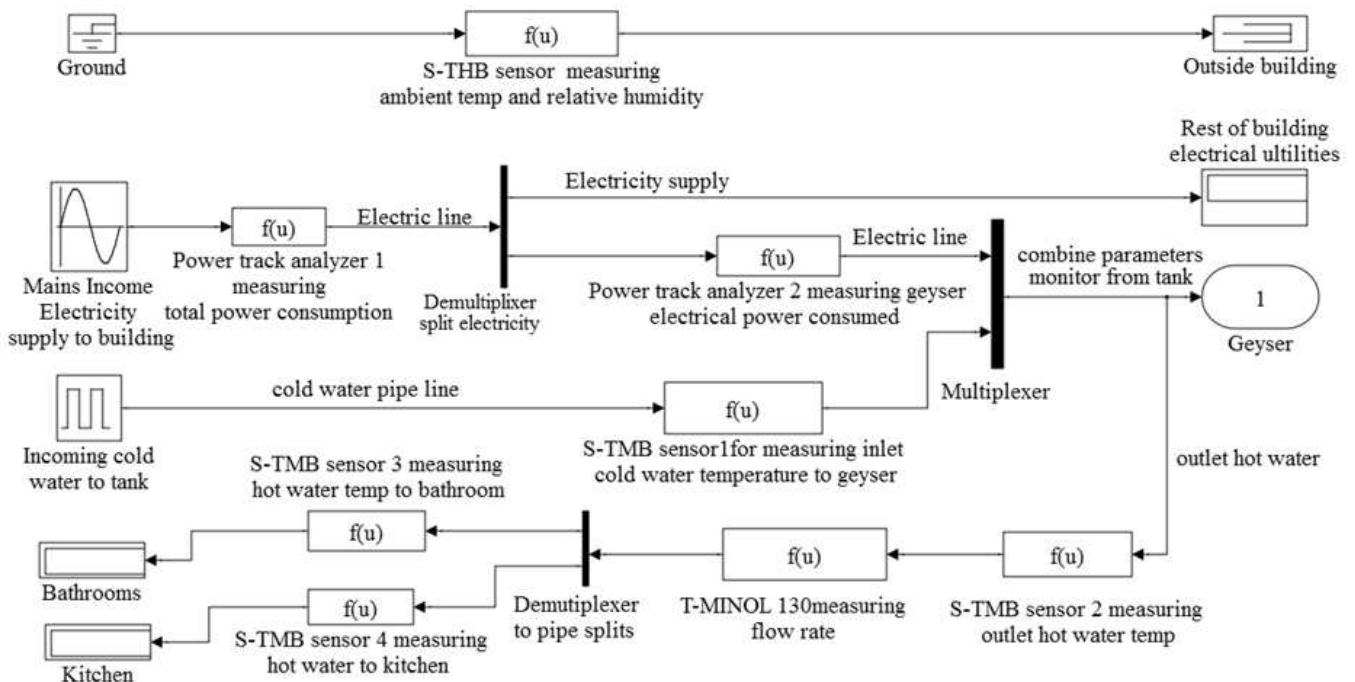 f(u)
Ground
S-THB sensor measuring
ambient temp and relative humidity
Outside building
Rest of building
electrical ultilities
Electricity supply
f(u)
Electric line
Power track analyzer 1
measuring
total power consumption
Mains Income
Electricity
supply to building
Demultiplixer
split electricity
f(u)
Electric line
Power track analyzer 2 measuring geyser
electrical power consumed
combine parameters
monitor from tank
1
Geyser
Multiplexer
cold water pipe line
f(u)
S-TMB sensor1for measuring inlet
cold water temperature to geyser
Incoming cold
water to tank
outlet hot water
S-TMB sensor 3 measuring
hot water temp to bathroom
f(u)
Bathrooms
f(u)
S-TMB sensor 4 measuring
hot water to kitchen
Kitchen
Demutiplexer
to pipe splits
f(u)
T-MINOL 130measuring
flow rate
f(u)
S-TMB sensor 2 measuring
outlet hot water temp